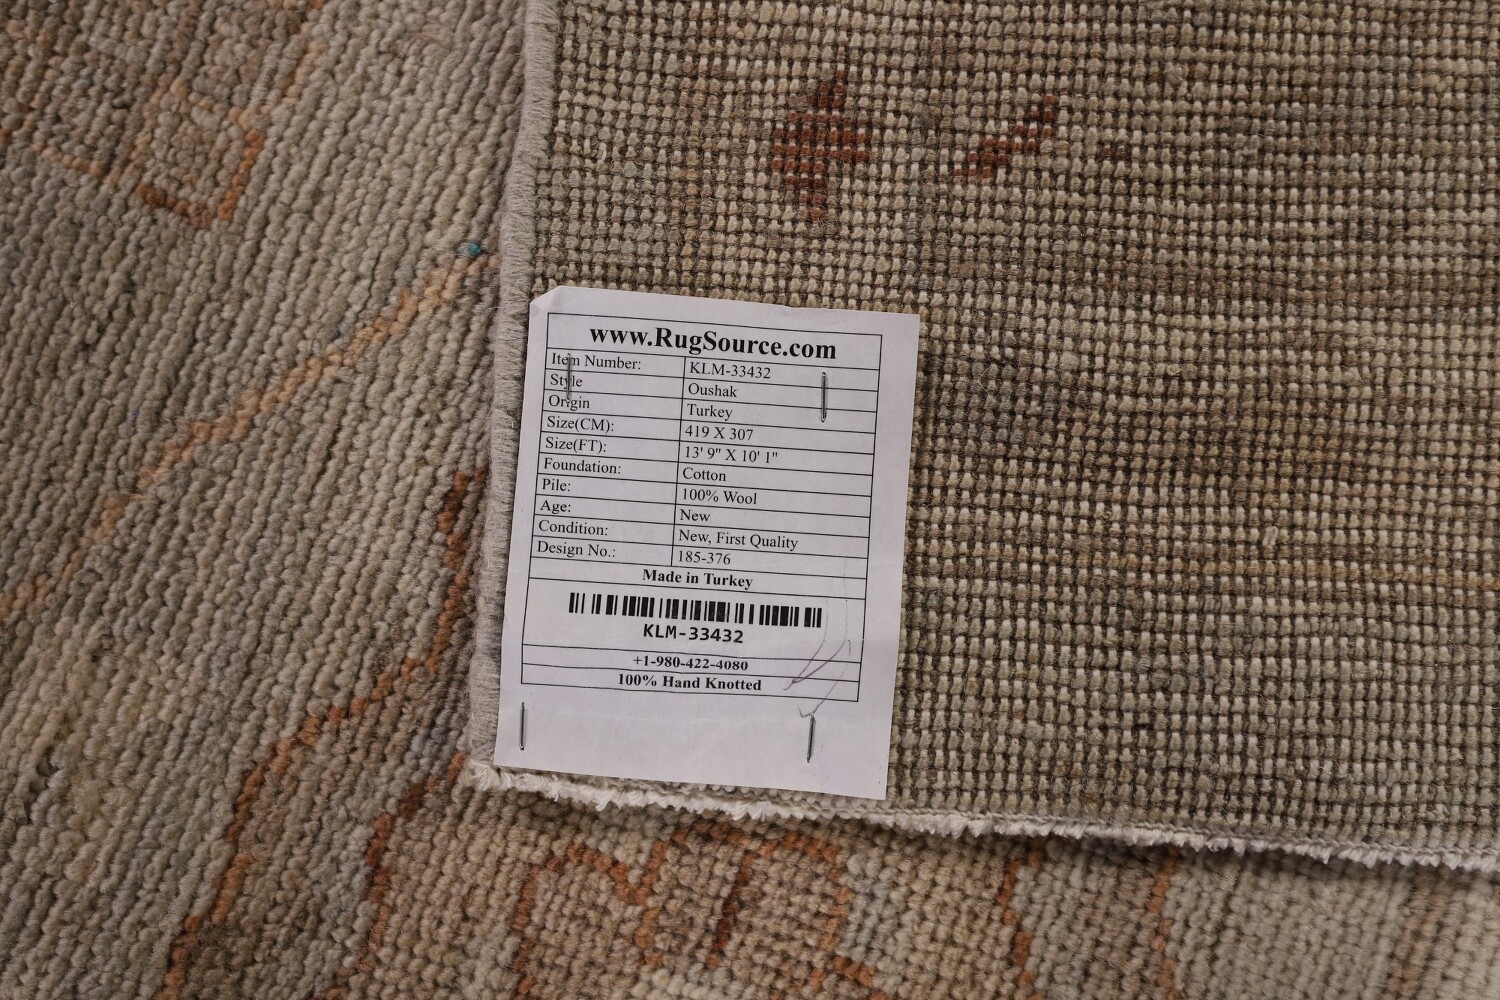 www.RugSource.com
Item Number: KLM-33432
Style Oushak
Origin Turkey
Size(CM): 419 X 307
Size(FT): 13' 9" X 10' 1"
Foundation: Cotton
Pile: 100% Wool
Age: New
Condition: New, First Quality
Design No.: 185-376
Made in Turkey
KLM-33432
+1-980-422-4080
100% Hand Knotted